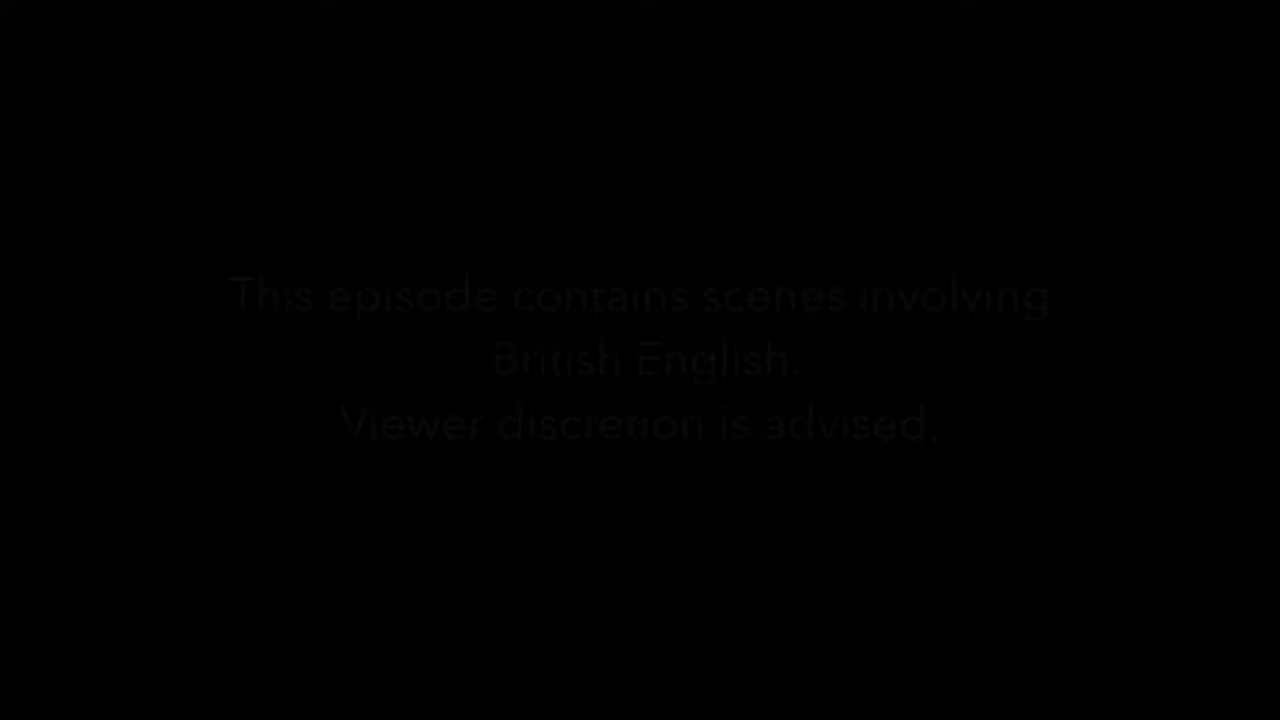 This episode contains scenes involving
British English.
Viewer discretion is advised.